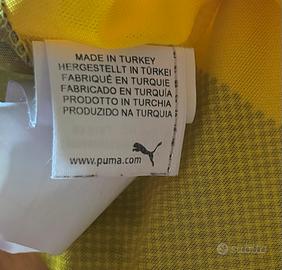 MADE IN TURKEY
HERGESTELLT IN TÜRKEI
FABRIQUÉ EN TURQUIE
FABRICADO EN TURQUÍA
PRODOTTO IN TURCHIA
PRODUZIDO NA TURQUIA
www.puma.com
subito